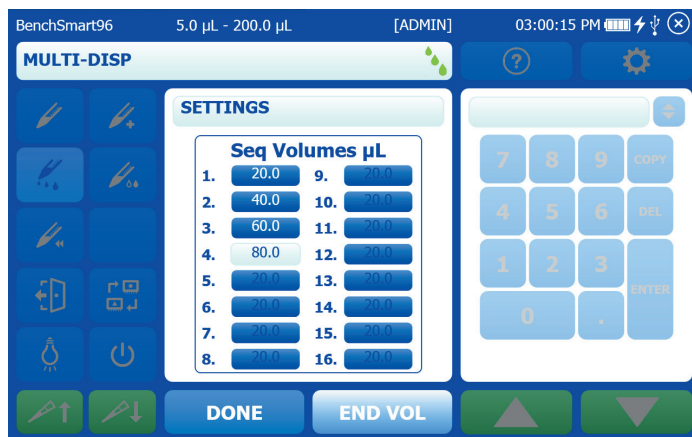 BenchSmart96 5.0 µL - 200.0 µL [ADMIN] 03:00:15 PM
MULTI-DISP
?
SETTINGS
Seq Volumes µL
1. 20.0 9. 20.0
2. 40.0 10. 20.0
3. 60.0 11. 20.0
4. 80.0 12. 20.0
5. 20.0 13. 20.0
6. 20.0 14. 20.0
7. 20.0 15. 20.0
8. 20.0 16. 20.0
7 8 9 COPY
4 5 6 DEL
1 2 3 ENTER
0 .
DONE END VOL